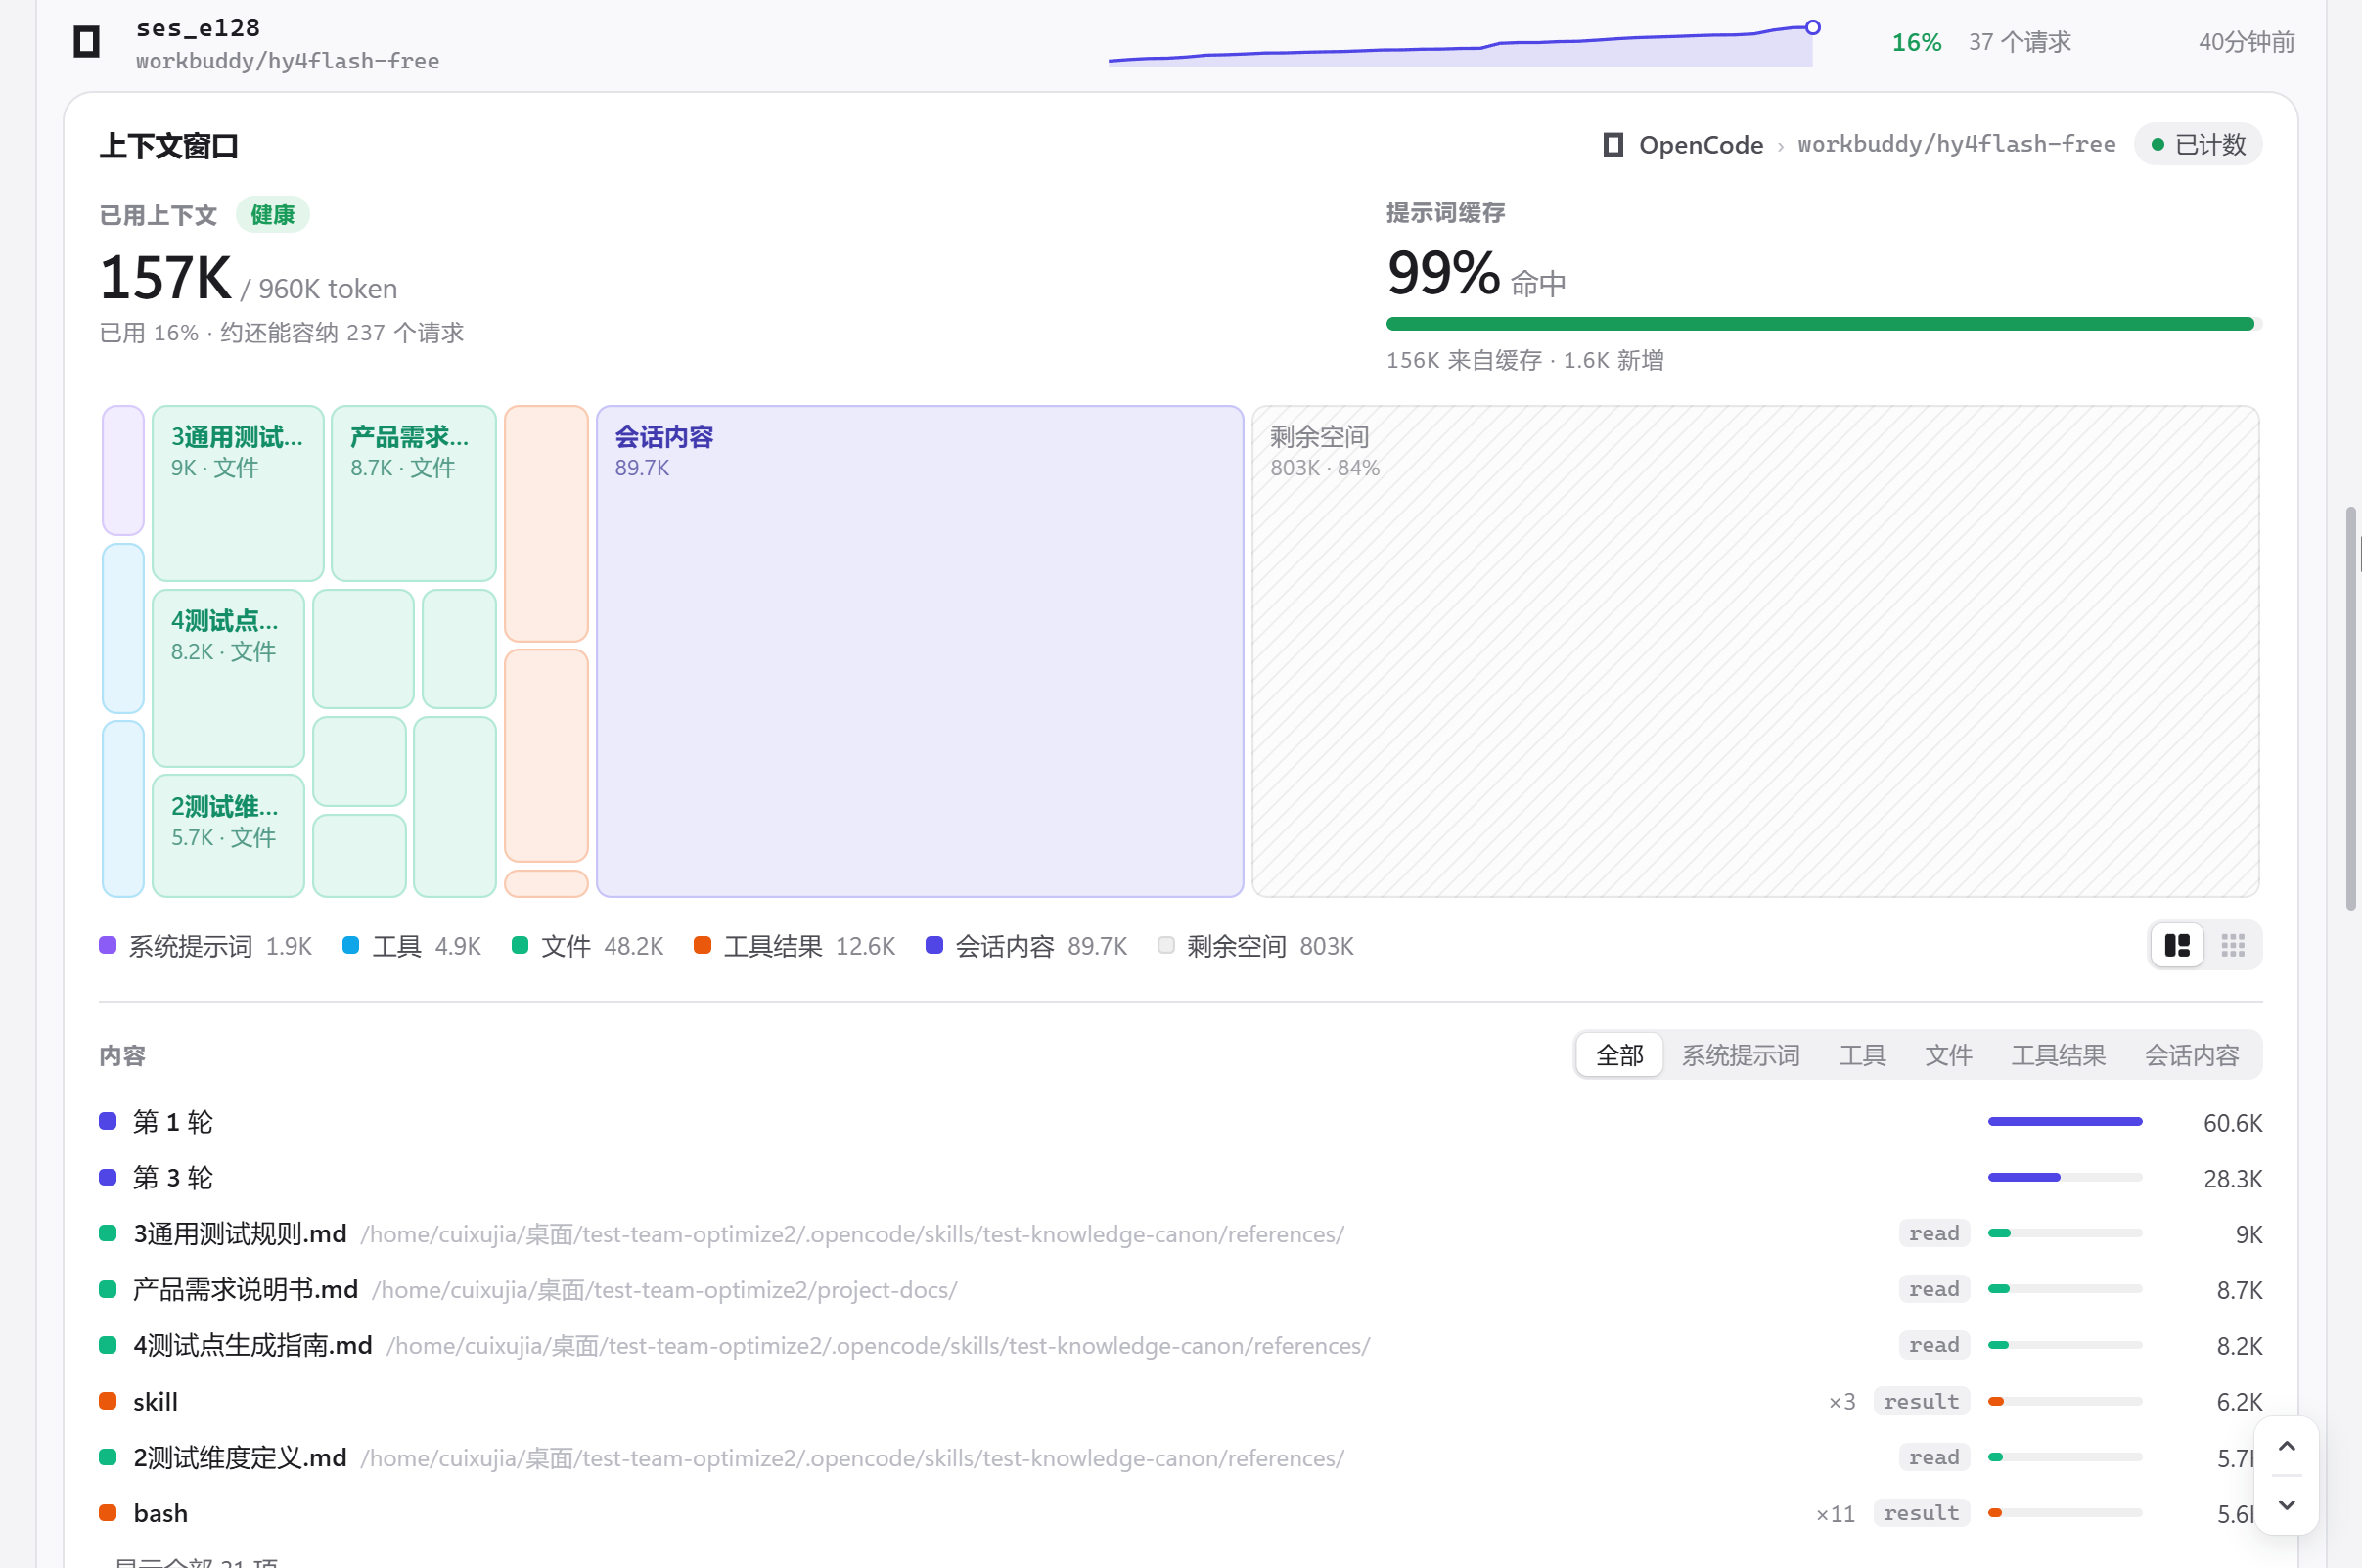 ses_e128
workbuddy/hy4flash-free
16% 37 个请求 40分钟前
上下文窗口
OpenCode › workbuddy/hy4flash-free 已计数
已用上下文 健康
157K / 960K token
已用 16% · 约还能容纳 237 个请求
提示词缓存
99% 命中
156K 来自缓存 · 1.6K 新增
3通用测试...
9K · 文件
产品需求...
8.7K · 文件
4测试点...
8.2K · 文件
2测试维...
5.7K · 文件
会话内容
89.7K
剩余空间
803K · 84%
系统提示词 1.9K 工具 4.9K 文件 48.2K 工具结果 12.6K 会话内容 89.7K 剩余空间 803K
内容
全部 系统提示词 工具 文件 工具结果 会话内容
第 1 轮 60.6K
第 3 轮 28.3K
3通用测试规则.md /home/cuixujia/桌面/test-team-optimize2/.opencode/skills/test-knowledge-canon/references/ read 9K
产品需求说明书.md /home/cuixujia/桌面/test-team-optimize2/project-docs/ read 8.7K
4测试点生成指南.md /home/cuixujia/桌面/test-team-optimize2/.opencode/skills/test-knowledge-canon/references/ read 8.2K
skill ×3 result 6.2K
2测试维度定义.md /home/cuixujia/桌面/test-team-optimize2/.opencode/skills/test-knowledge-canon/references/ read 5.7
bash ×11 result 5.6